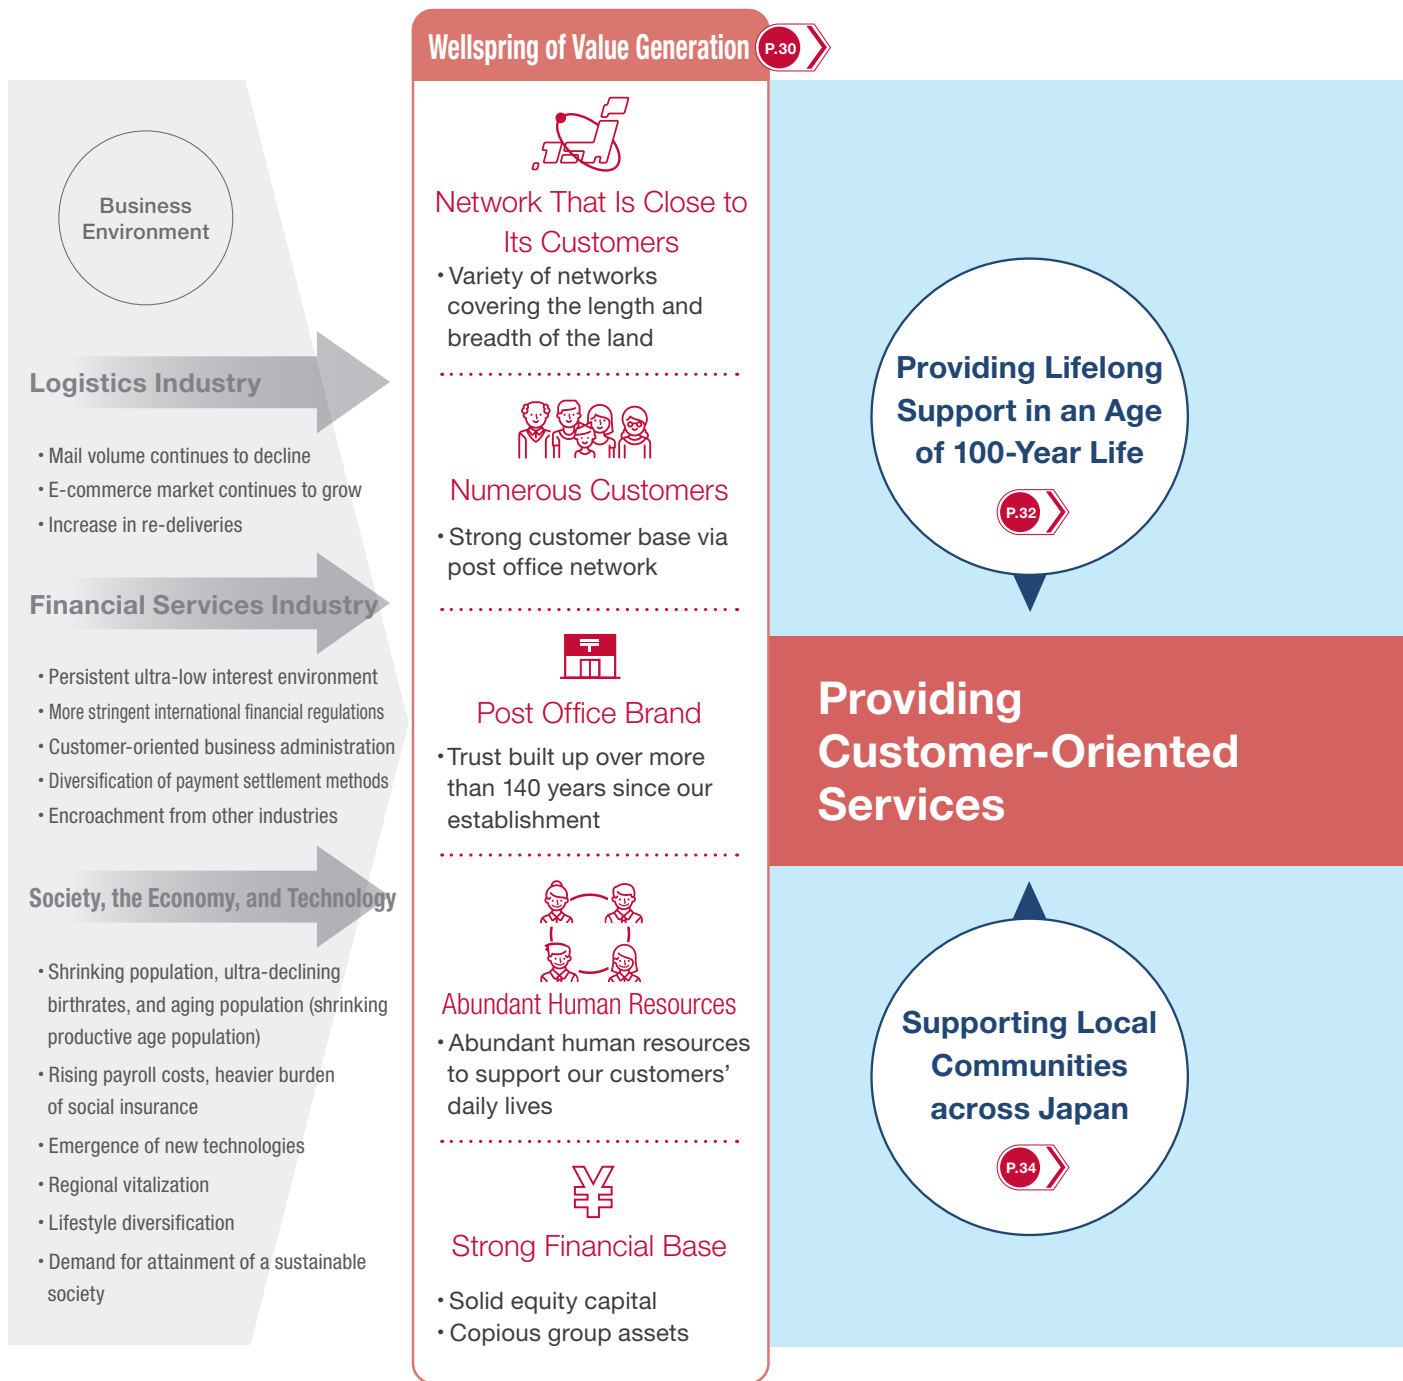 Business
Environment
Logistics Industry
• Mail volume continues to decline
• E-commerce market continues to grow
• Increase in re-deliveries
Financial Services Industry
• Persistent ultra-low interest environment
• More stringent international financial regulations
• Customer-oriented business administration
• Diversification of payment settlement methods
• Encroachment from other industries
Society, the Economy, and Technology
• Shrinking population, ultra-declining
birthrates, and aging population (shrinking
productive age population)
• Rising payroll costs, heavier burden
of social insurance
• Emergence of new technologies
• Regional vitalization
• Lifestyle diversification
• Demand for attainment of a sustainable
society
Wellspring of Value Generation P.30
Network That Is Close to
Its Customers
• Variety of networks
covering the length and
breadth of the land
Numerous Customers
• Strong customer base via
post office network
Post Office Brand
• Trust built up over more
than 140 years since our
establishment
Abundant Human Resources
• Abundant human resources
to support our customers’
daily lives
¥
Strong Financial Base
• Solid equity capital
• Copious group assets
Providing Lifelong
Support in an Age
of 100-Year Life
P.32
Providing
Customer-Oriented
Services
Supporting Local
Communities
across Japan
P.34